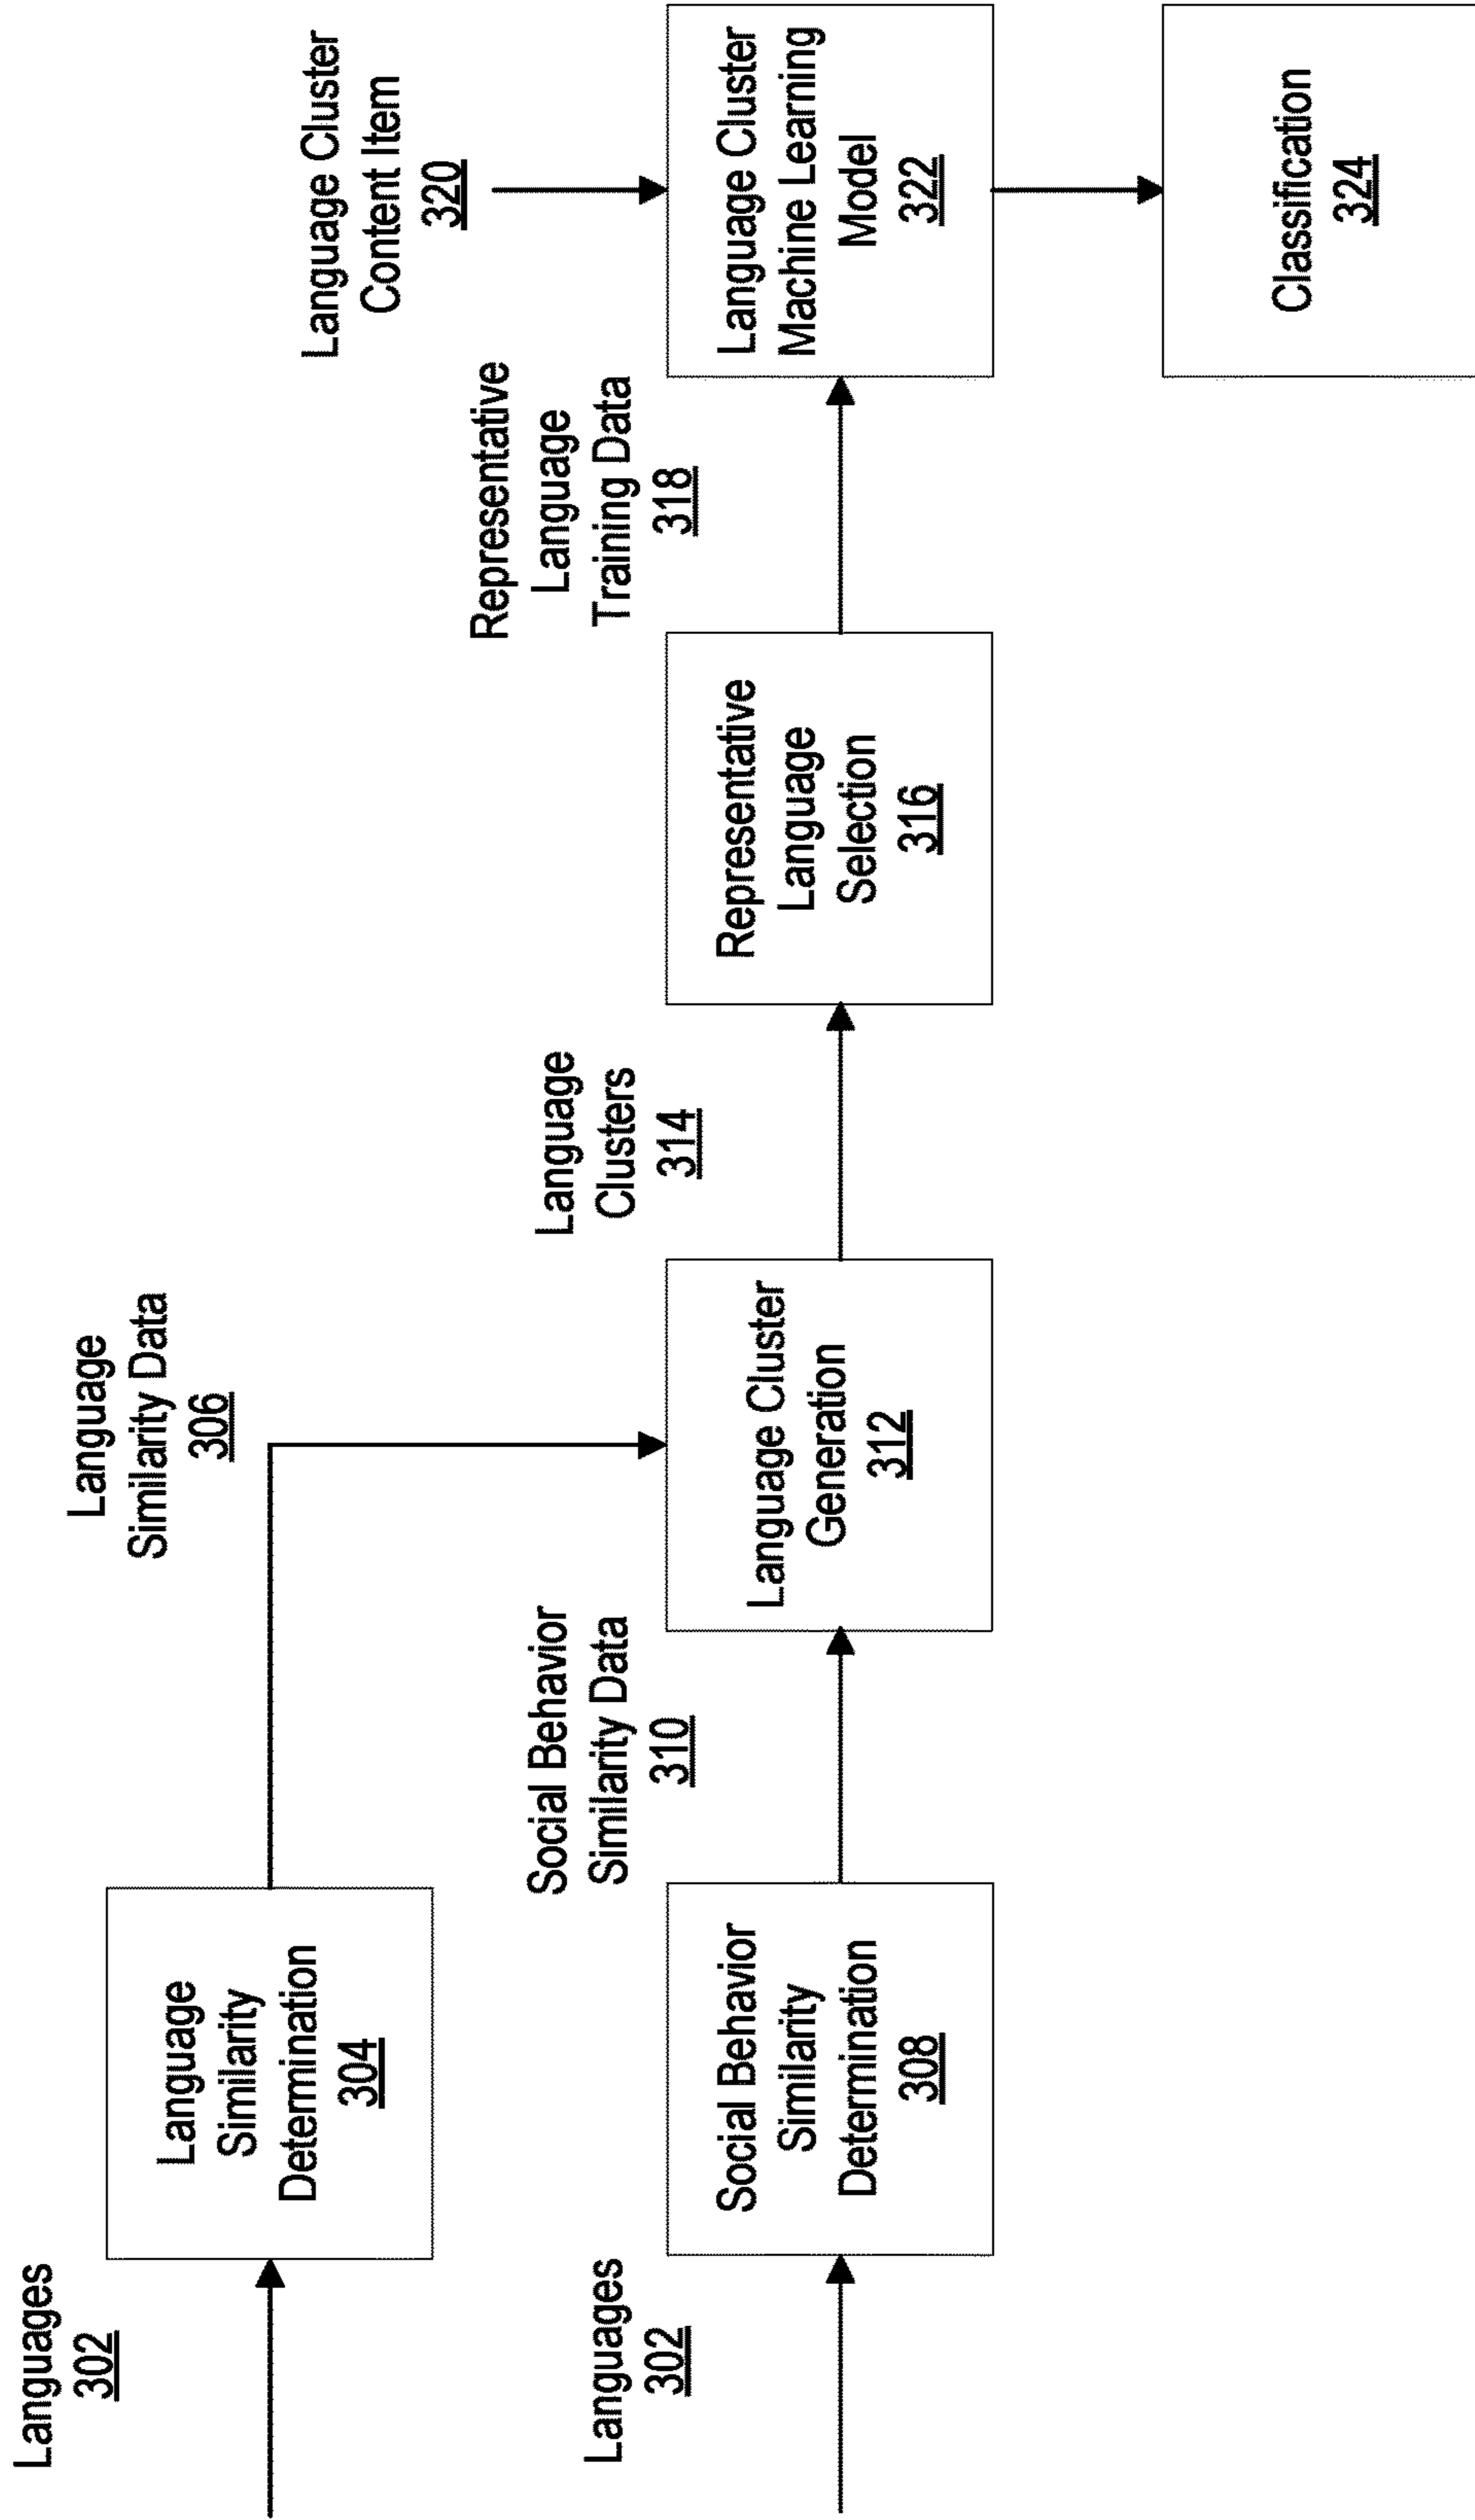 Languages
302
Language
Similarity
Determination
304
Language
Similarity Data
306
Languages
302
Social Behavior
Similarity
Determination
308
Social Behavior
Similarity Data
310
Language Cluster
Generation
312
Language
Clusters
314
Representative
Language
Selection
316
Representative
Language
Training Data
318
Language Cluster
Content Item
320
Language Cluster
Machine Learning
Model
322
Classification
324